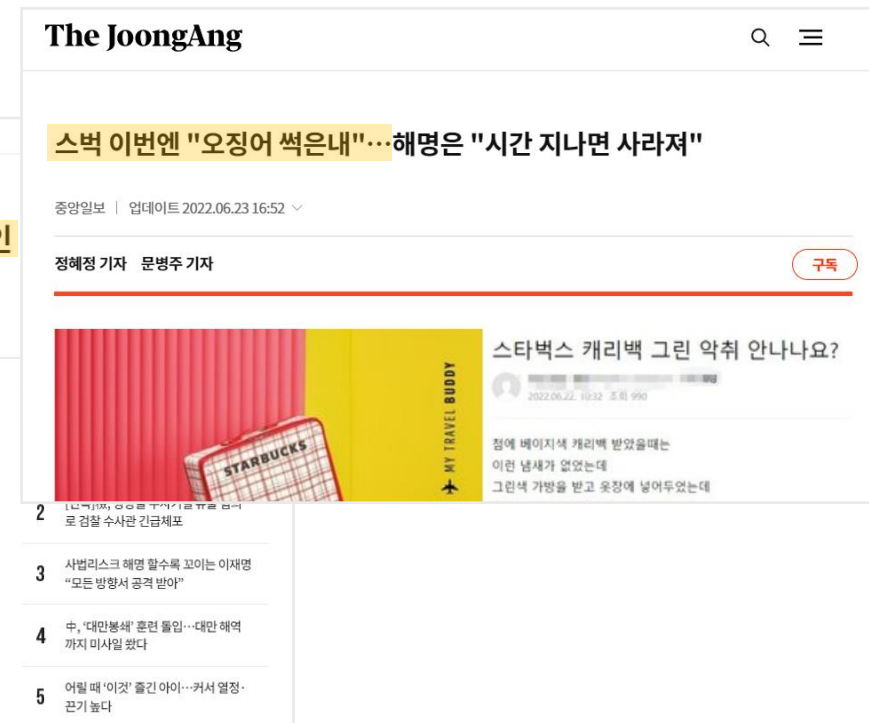 The JoongAng
스벅 이번엔 "오징어 썩은내"…해명은 "시간 지나면 사라져"
중앙일보 | 업데이트 2022.06.23 16:52
인
정혜정 기자 문병주 기자
구독
스타벅스 캐리백 그린 악취 안나나요?
2022.06.22. 10:32 조회 990
첨에 베이지색 캐리백 받았을때는
이런 냄새가 없었는데
그린색 가방을 받고 옷장에 넣어두었는데
MY TRAVEL BUDDY
STARBUCKS
2
로 검찰 수사관 긴급체포
3 사법리스크 해명 할수록 꼬이는 이재명
“모든 방향서 공격 받아”
4 中, ‘대만봉쇄’ 훈련 돌입…대만 해역
까지 미사일 쐈다
5 어릴 때 ‘이것’ 즐긴 아이…커서 열정·
끈기 높다